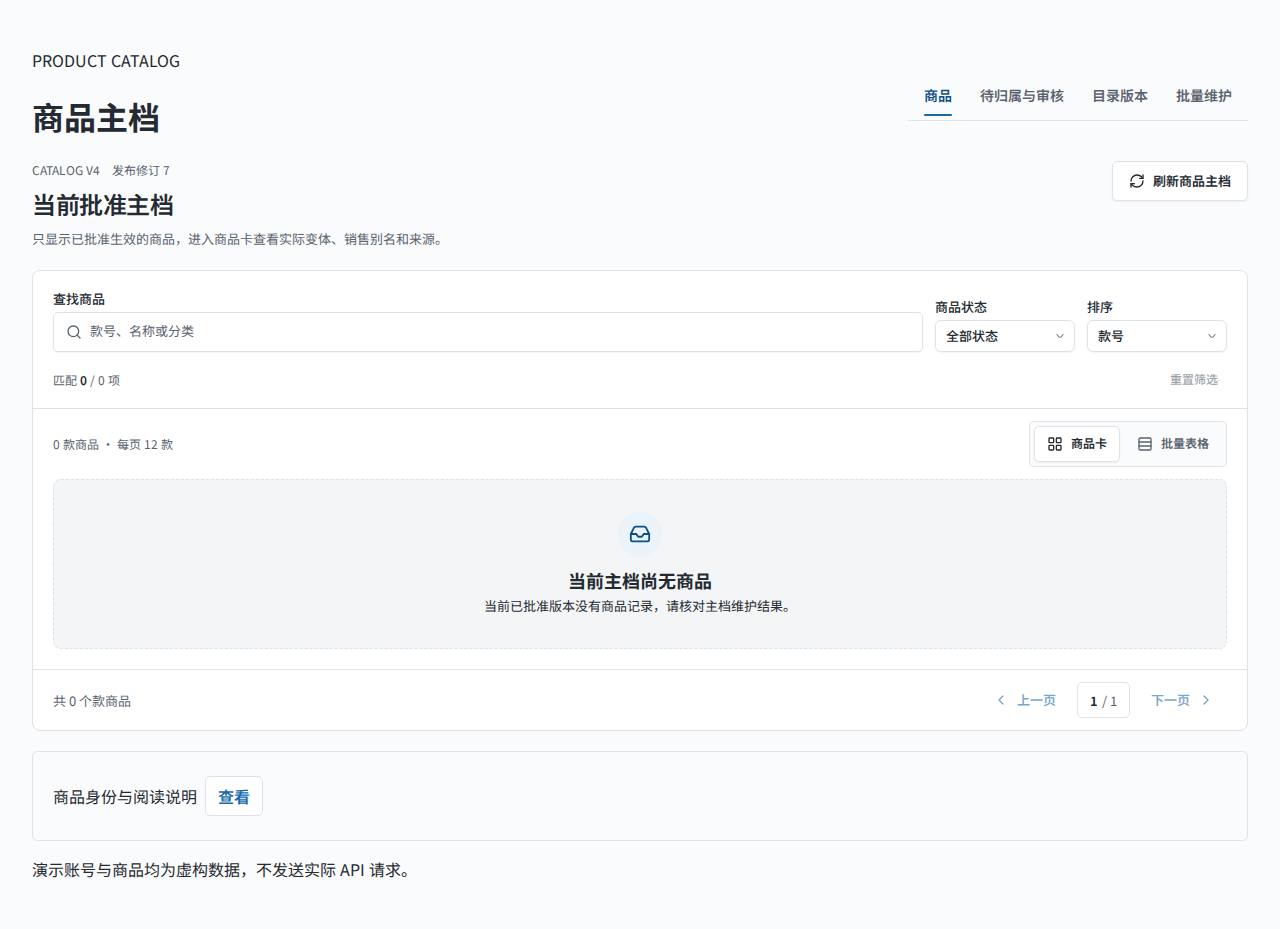 PRODUCT CATALOG
商品主档
商品 待归属与审核 目录版本 批量维护
CATALOG V4 发布修订 7
当前批准主档
只显示已批准生效的商品，进入商品卡查看实际变体、销售别名和来源。
刷新商品主档
查找商品
款号、名称或分类
商品状态
全部状态
排序
款号
匹配 0 / 0 项
重置筛选
0 款商品 · 每页 12 款
商品卡 批量表格
当前主档尚无商品
当前已批准版本没有商品记录，请核对主档维护结果。
共 0 个款商品
上一页 1 / 1 下一页
商品身份与阅读说明 查看
演示账号与商品均为虚构数据，不发送实际 API 请求。